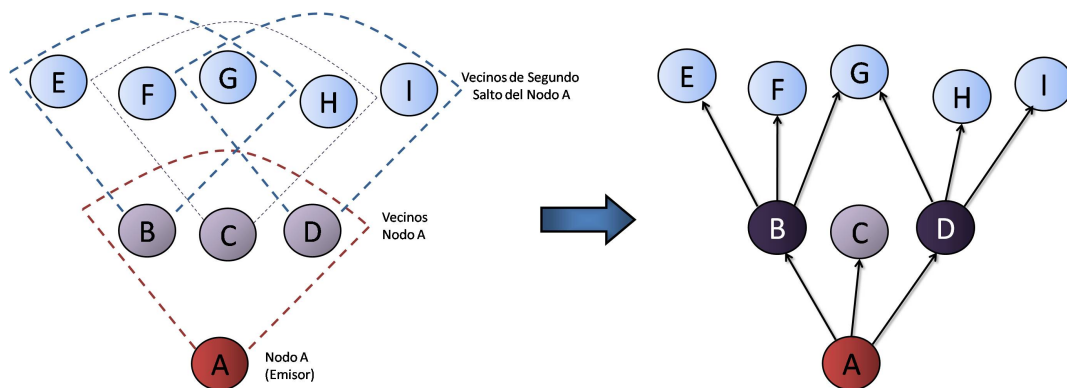 E
F
G
H
I
Vecinos de Segundo
Salto del Nodo A
B
C
D
Vecinos
Nodo A
A
Nodo A
(Emisor)
E
F
G
H
I
B
C
D
A